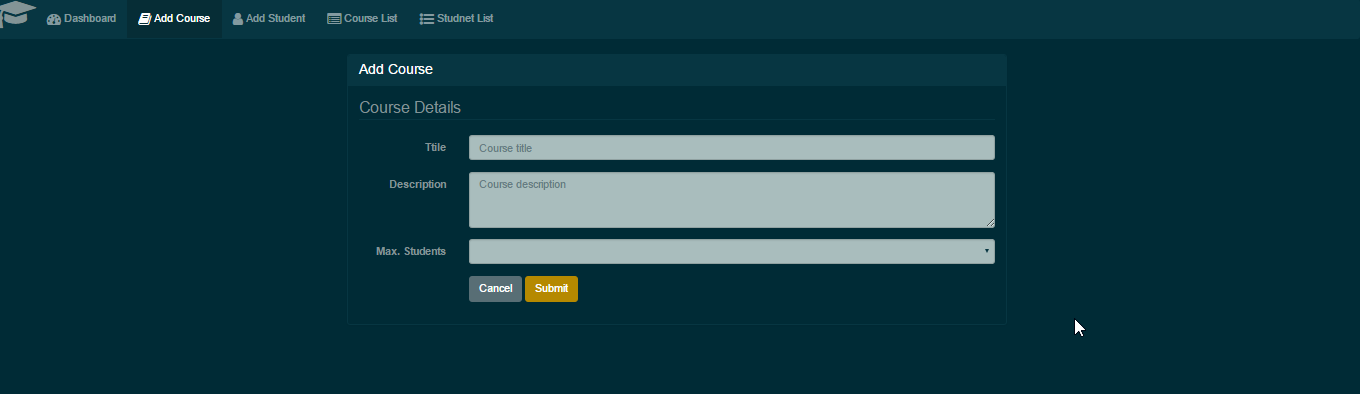 Dashboard Add Course Add Student Course List Studnet List
Add Course
Course Details
Ttile Course title
Description Course description
Max. Students
Cancel Submit